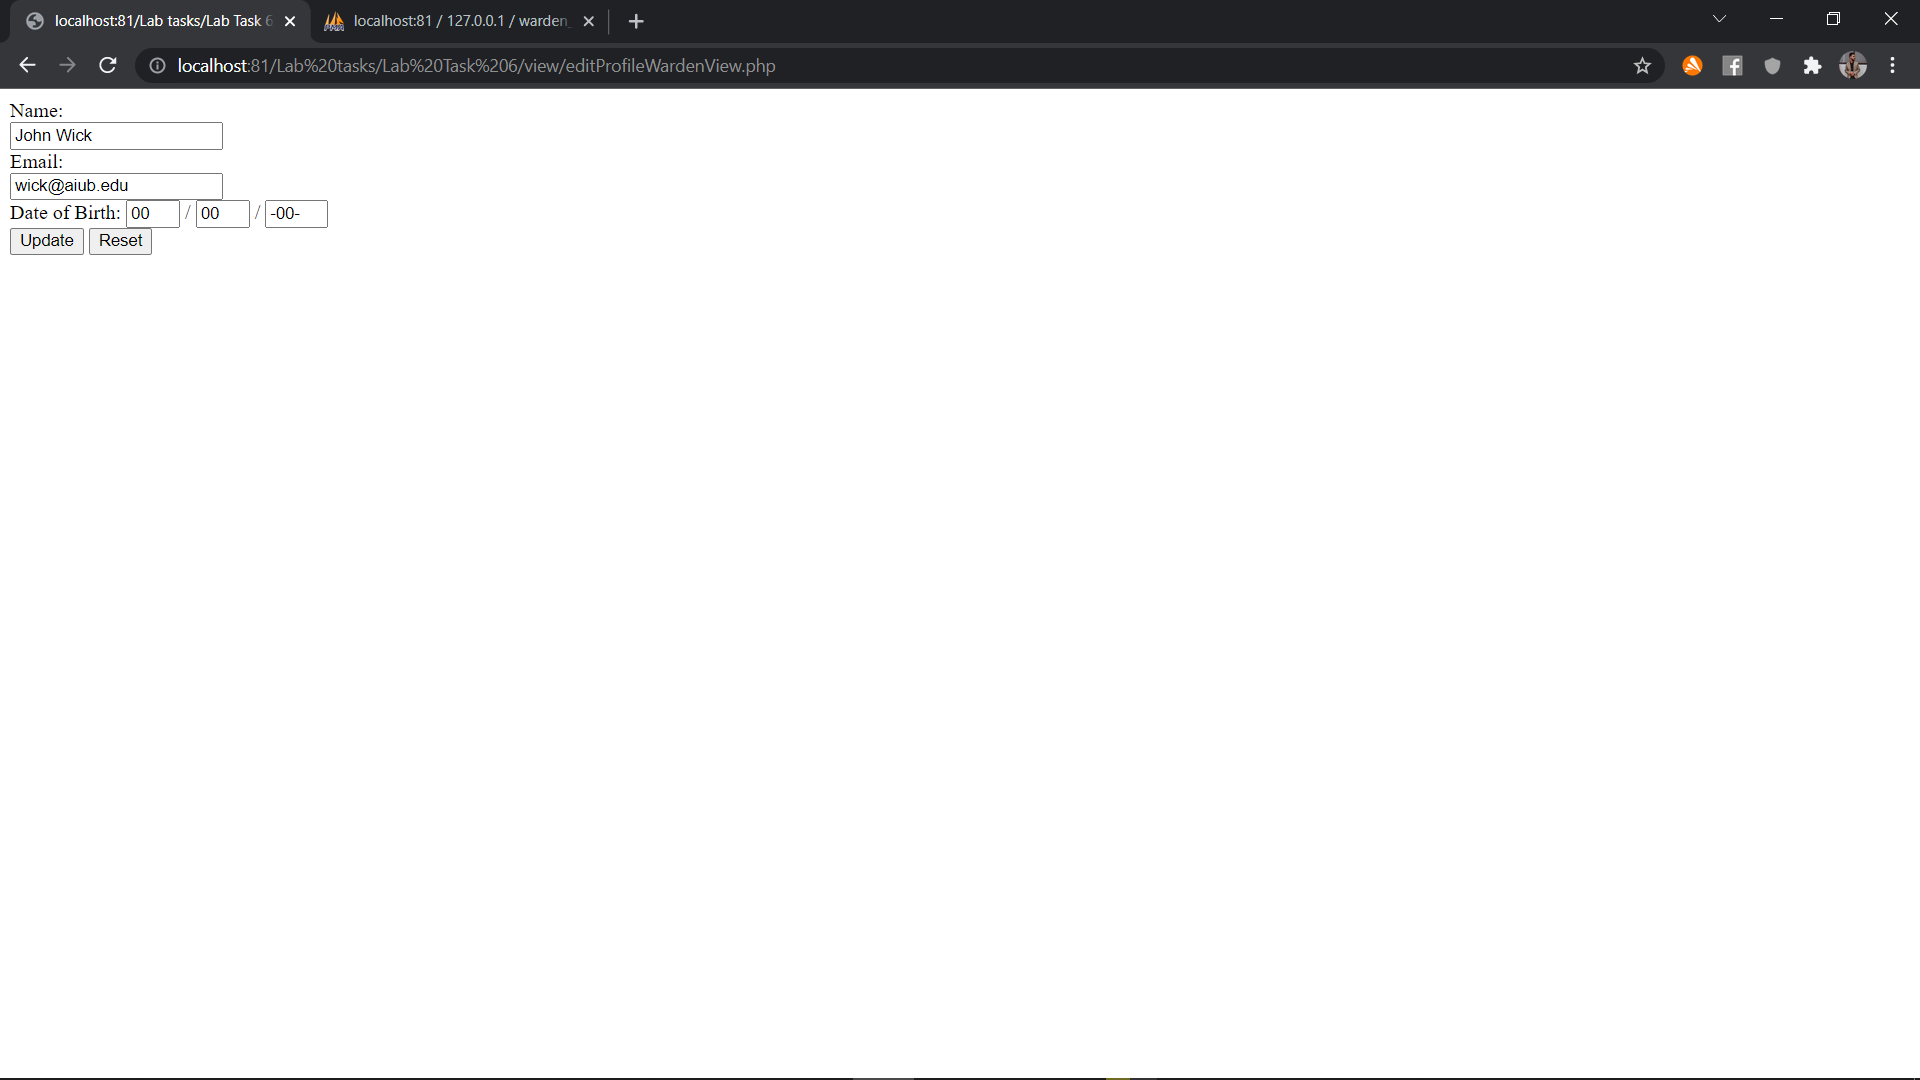 localhost:81/Lab tasks/Lab Task 6
localhost:81 / 127.0.0.1 / warden_
localhost:81/Lab%20tasks/Lab%20Task%206/view/editProfileWardenView.php
Name:
John Wick
Email:
wick@aiub.edu
Date of Birth: 00 / 00 / -00-
Update Reset